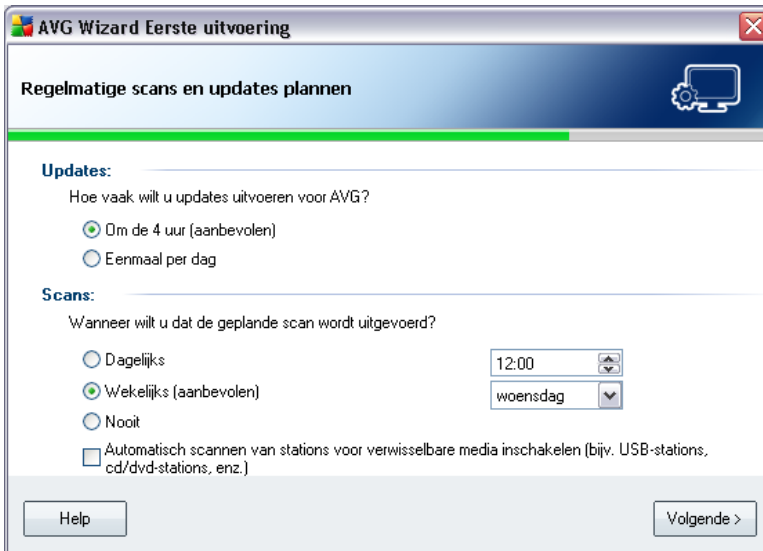 AVG Wizard Eerste uitvoering
Regelmatige scans en updates plannen
Updates:
Hoe vaak wilt u updates uitvoeren voor AVG?
Om de 4 uur (aanbevolen)
Eenmaal per dag
Scans:
Wanneer wilt u dat de geplande scan wordt uitgevoerd?
Dagelijks
12:00
Wekelijks (aanbevolen)
woensdag
Nooit
Automatisch scannen van stations voor verwisselbare media inschakelen (bijv. USB-stations,
cd/dvd-stations, enz.)
Help
Volgende >